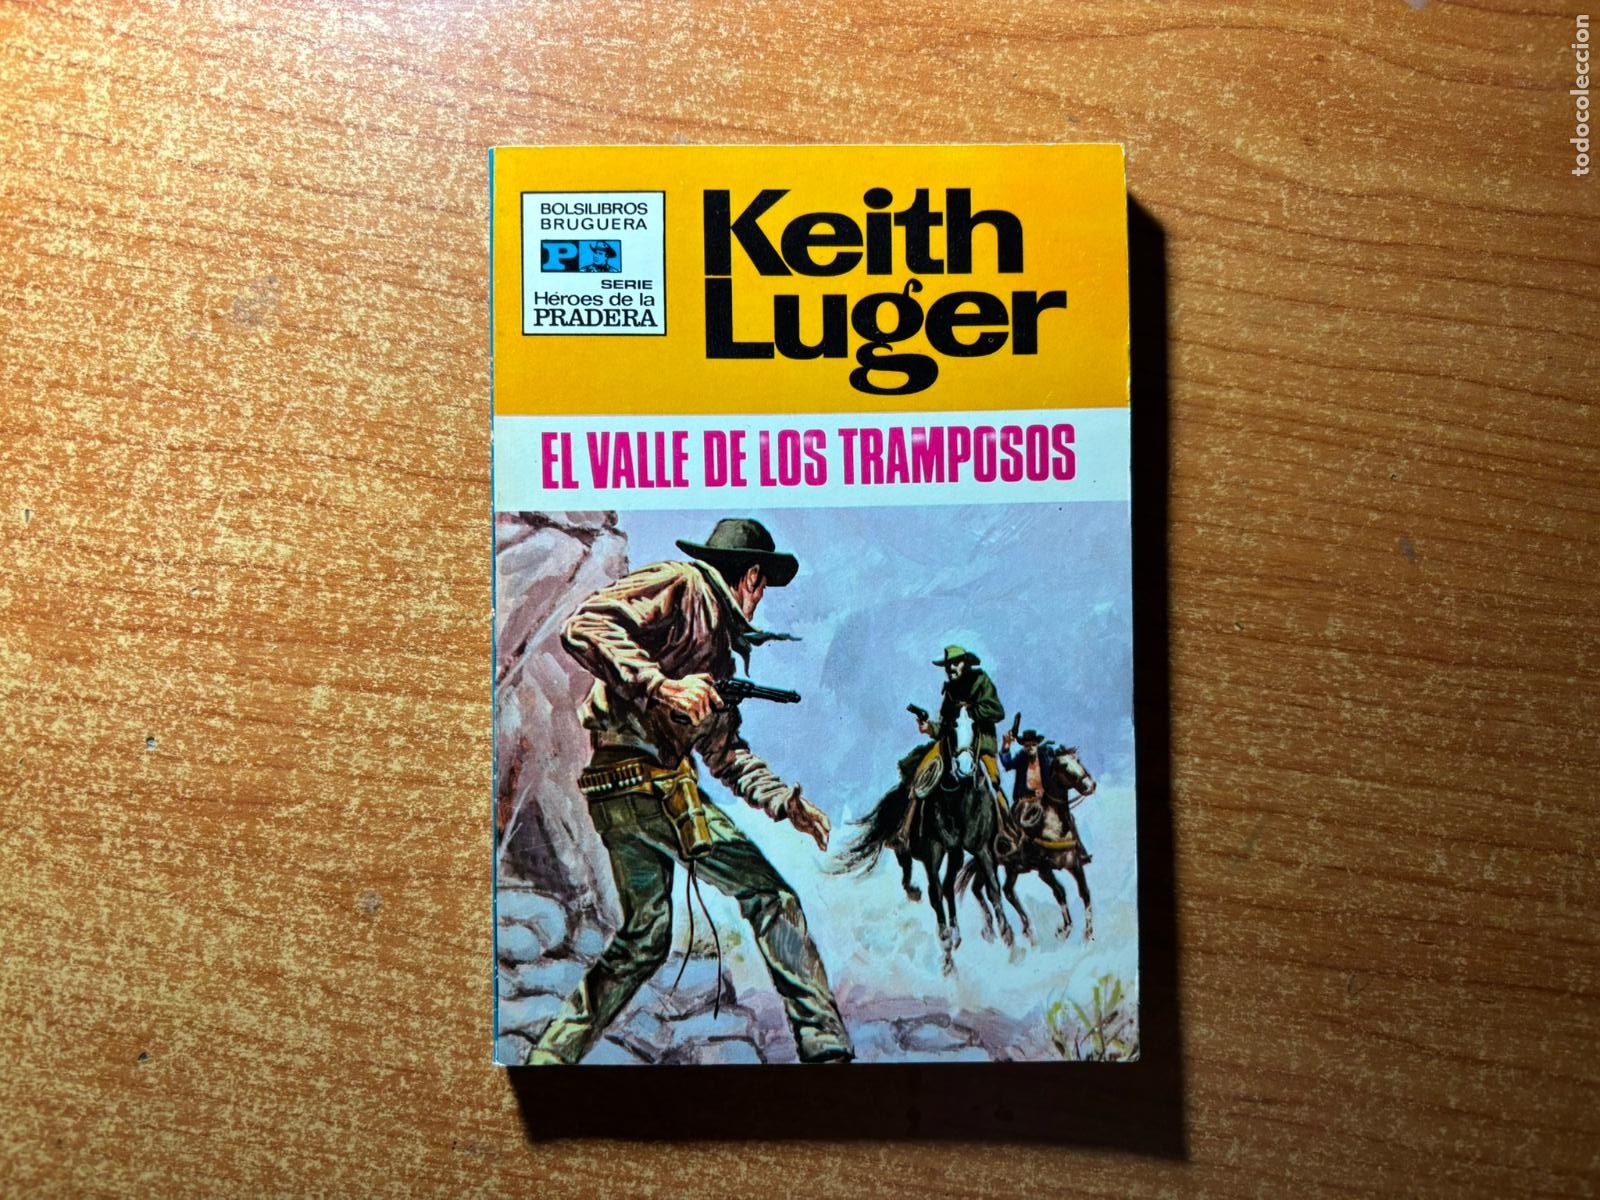 BOLSILIBROS
BRUGUERA
P
SERIE
Héroes de la
PRADERA
Keith
Luger
EL VALLE DE LOS TRAMPOSOS
todocoleccion